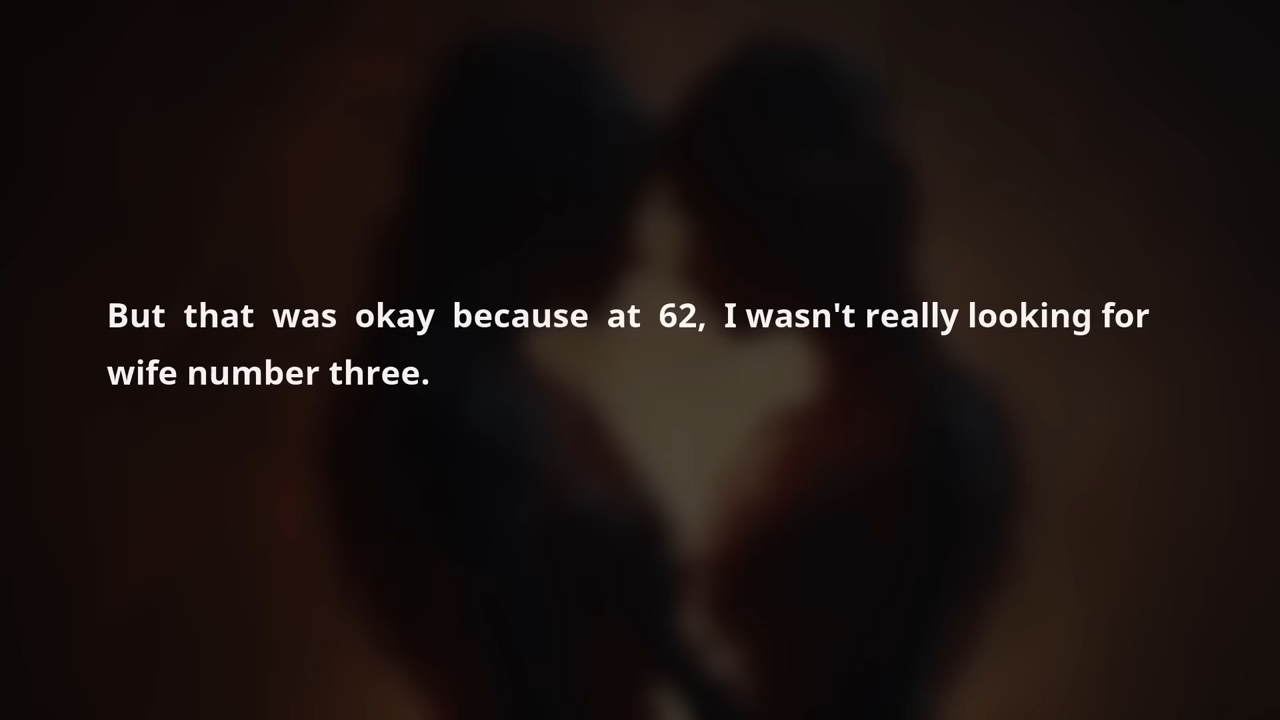 But that was okay because at 62, I wasn't really looking for
wife number three.